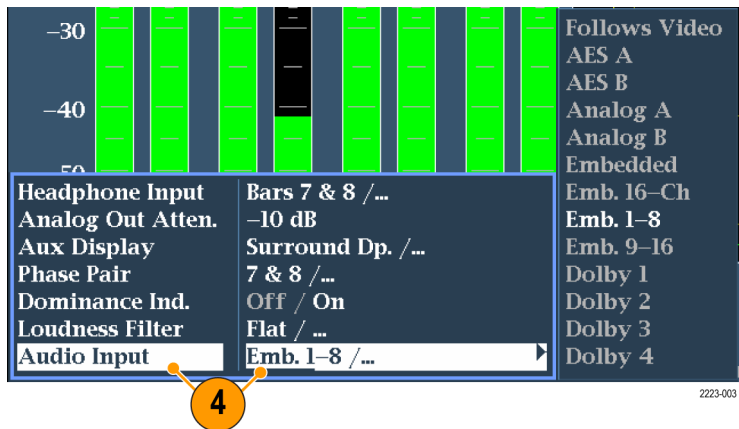 −30
−40
50
Headphone Input Bars 7 & 8 /...
Analog Out Atten. −10 dB
Aux Display Surround Dp. /...
Phase Pair 7 & 8 /...
Dominance Ind. Off / On
Loudness Filter Flat / ...
Audio Input Emb. 1−8 /...
Follows Video
AES A
AES B
Analog A
Analog B
Embedded
Emb. 16−Ch
Emb. 1−8
Emb. 9−16
Dolby 1
Dolby 2
Dolby 3
Dolby 4
4
2223-003